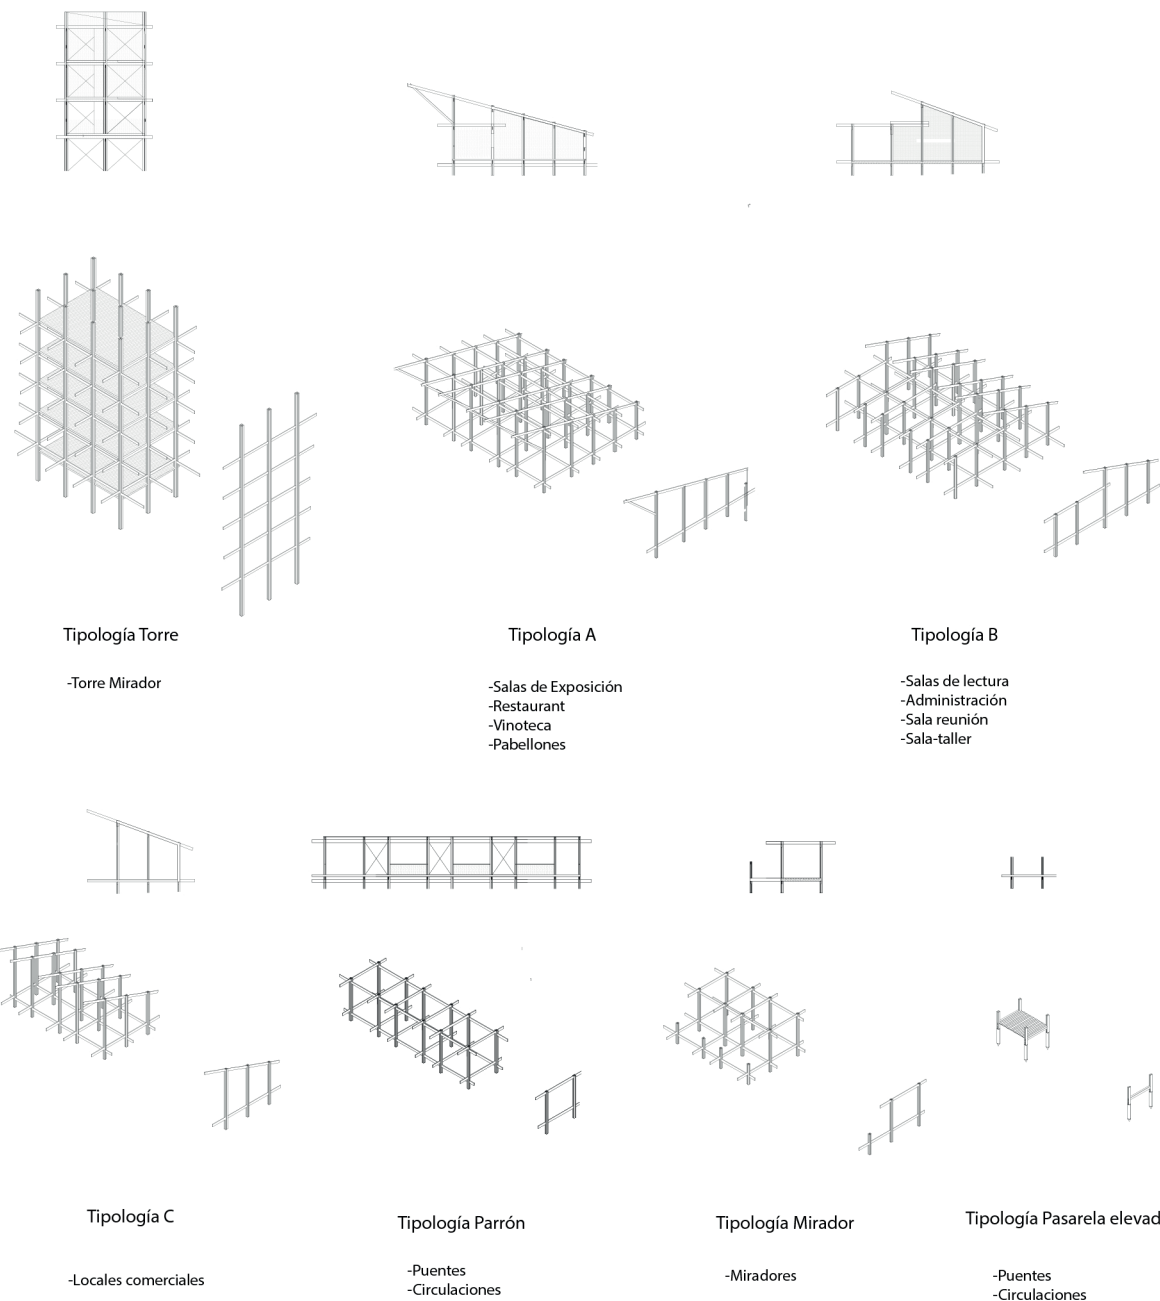 Tipología Torre
-Torre Mirador
Tipología A
-Salas de Exposición
-Restaurant
-Vinoteca
-Pabellones
Tipología B
-Salas de lectura
-Administración
-Sala reunión
-Sala-taller
Tipología C
-Locales comerciales
Tipología Parrón
-Puentes
-Circulaciones
Tipología Mirador
-Miradores
Tipología Pasarela elevad
-Puentes
-Circulaciones